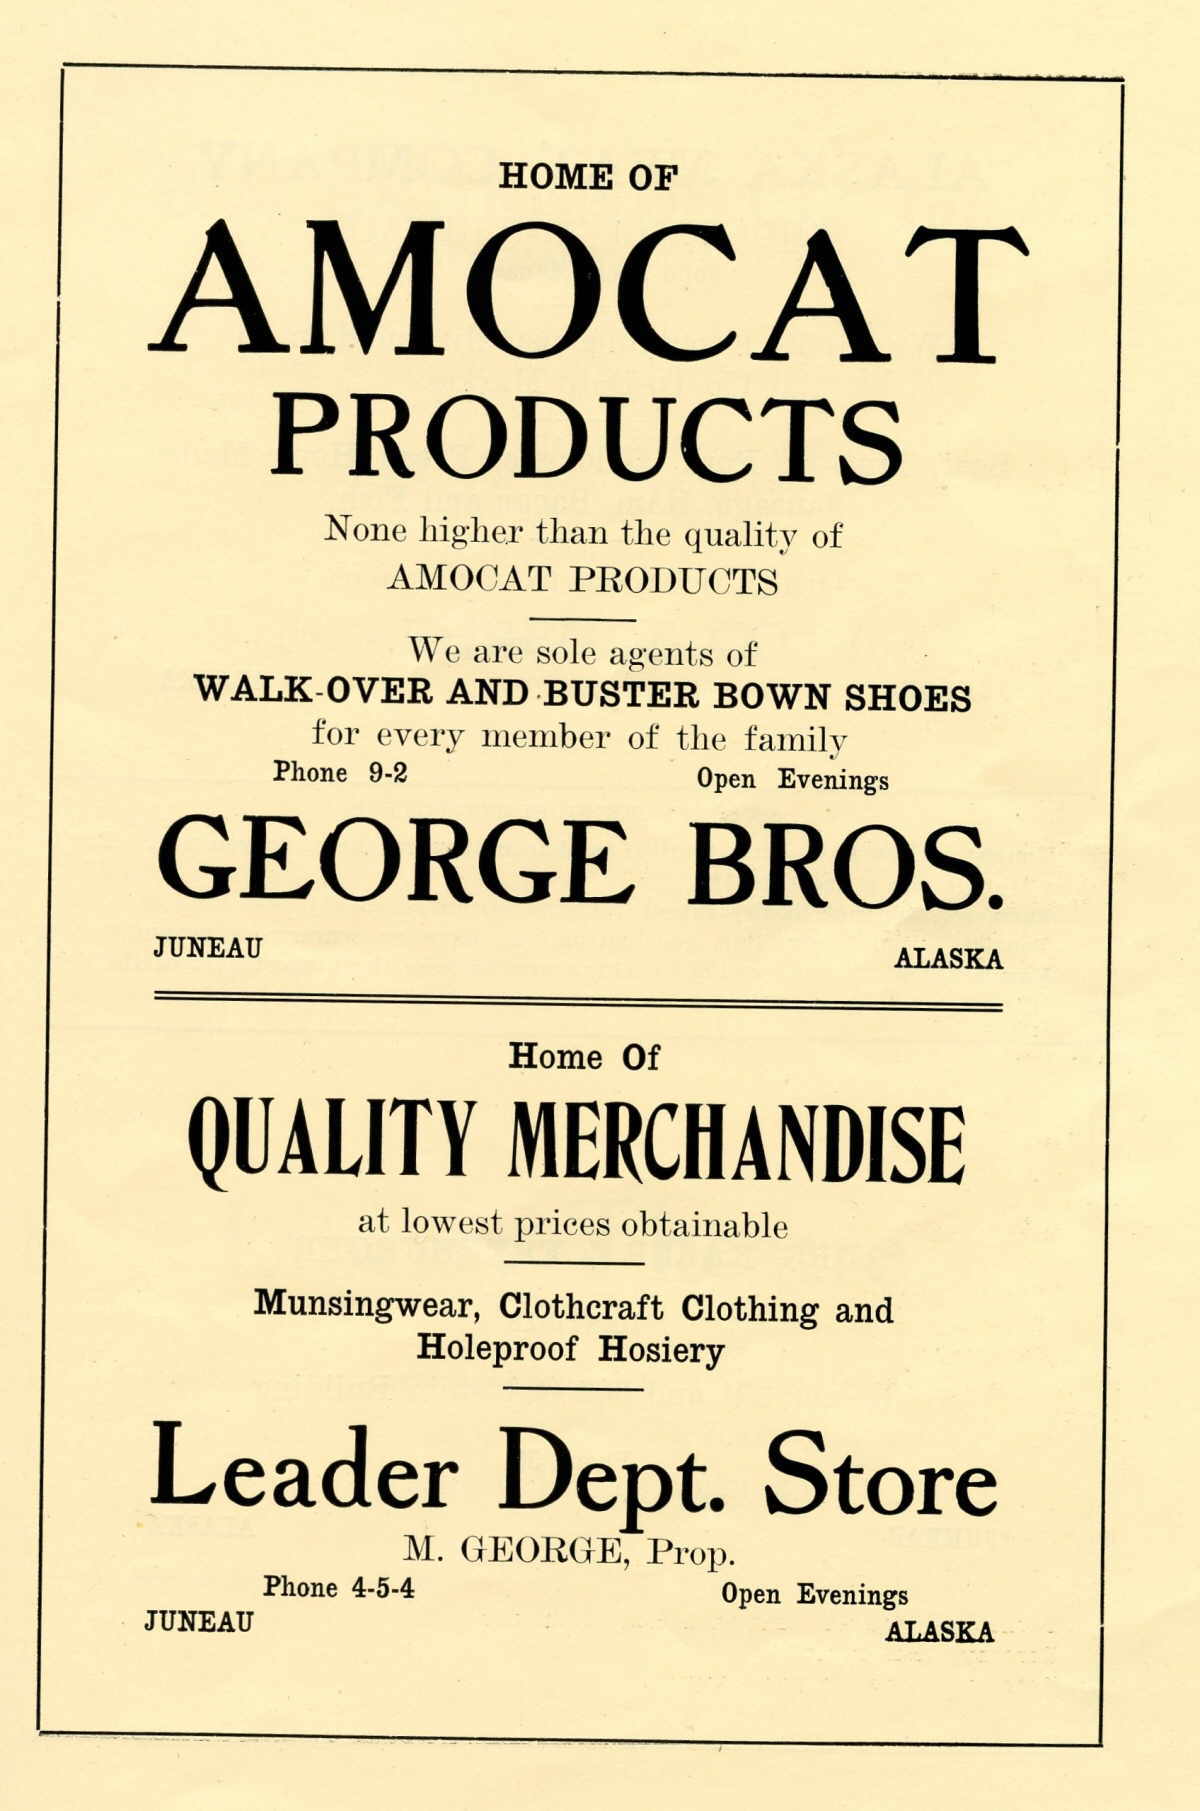 HOME OF
AMOCAT
PRODUCTS
None higher than the quality of
AMOCAT PRODUCTS
We are sole agents of
WALK-OVER AND BUSTER BOWN SHOES
for every member of the family
Phone 9-2 Open Evenings
GEORGE BROS.
JUNEAU ALASKA
Home Of
QUALITY MERCHANDISE
at lowest prices obtainable
Munsingwear, Clothcraft Clothing and
Holeproof Hosiery
Leader Dept. Store
M. GEORGE, Prop.
Phone 4-5-4 Open Evenings
JUNEAU ALASKA